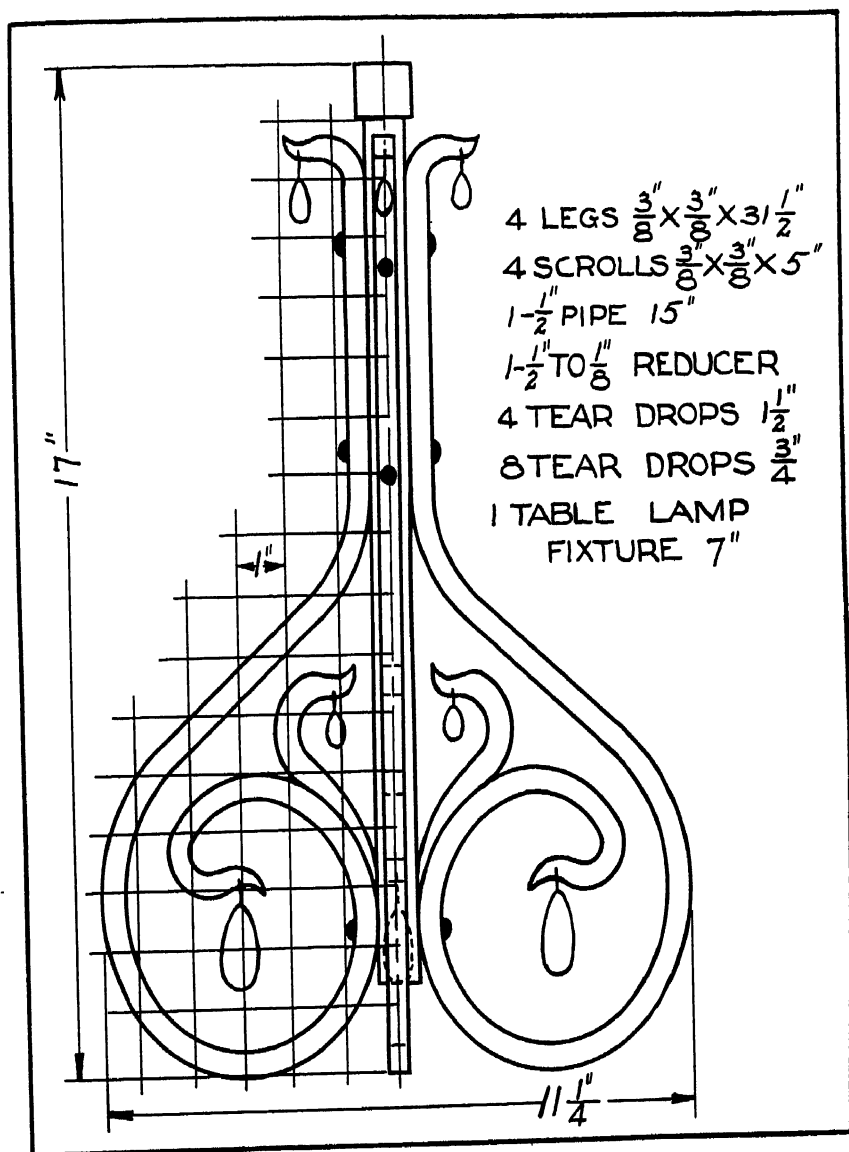 4 LEGS 3/8" X 3/8" X 31 1/2"
4 SCROLLS 3/8" X 3/8" X 5"
1-1/2" PIPE 15"
1-1/2" TO 1/8" REDUCER
4 TEAR DROPS 1 1/2"
8 TEAR DROPS 3/4"
1 TABLE LAMP
FIXTURE 7"
17"
1"
11 1/4"